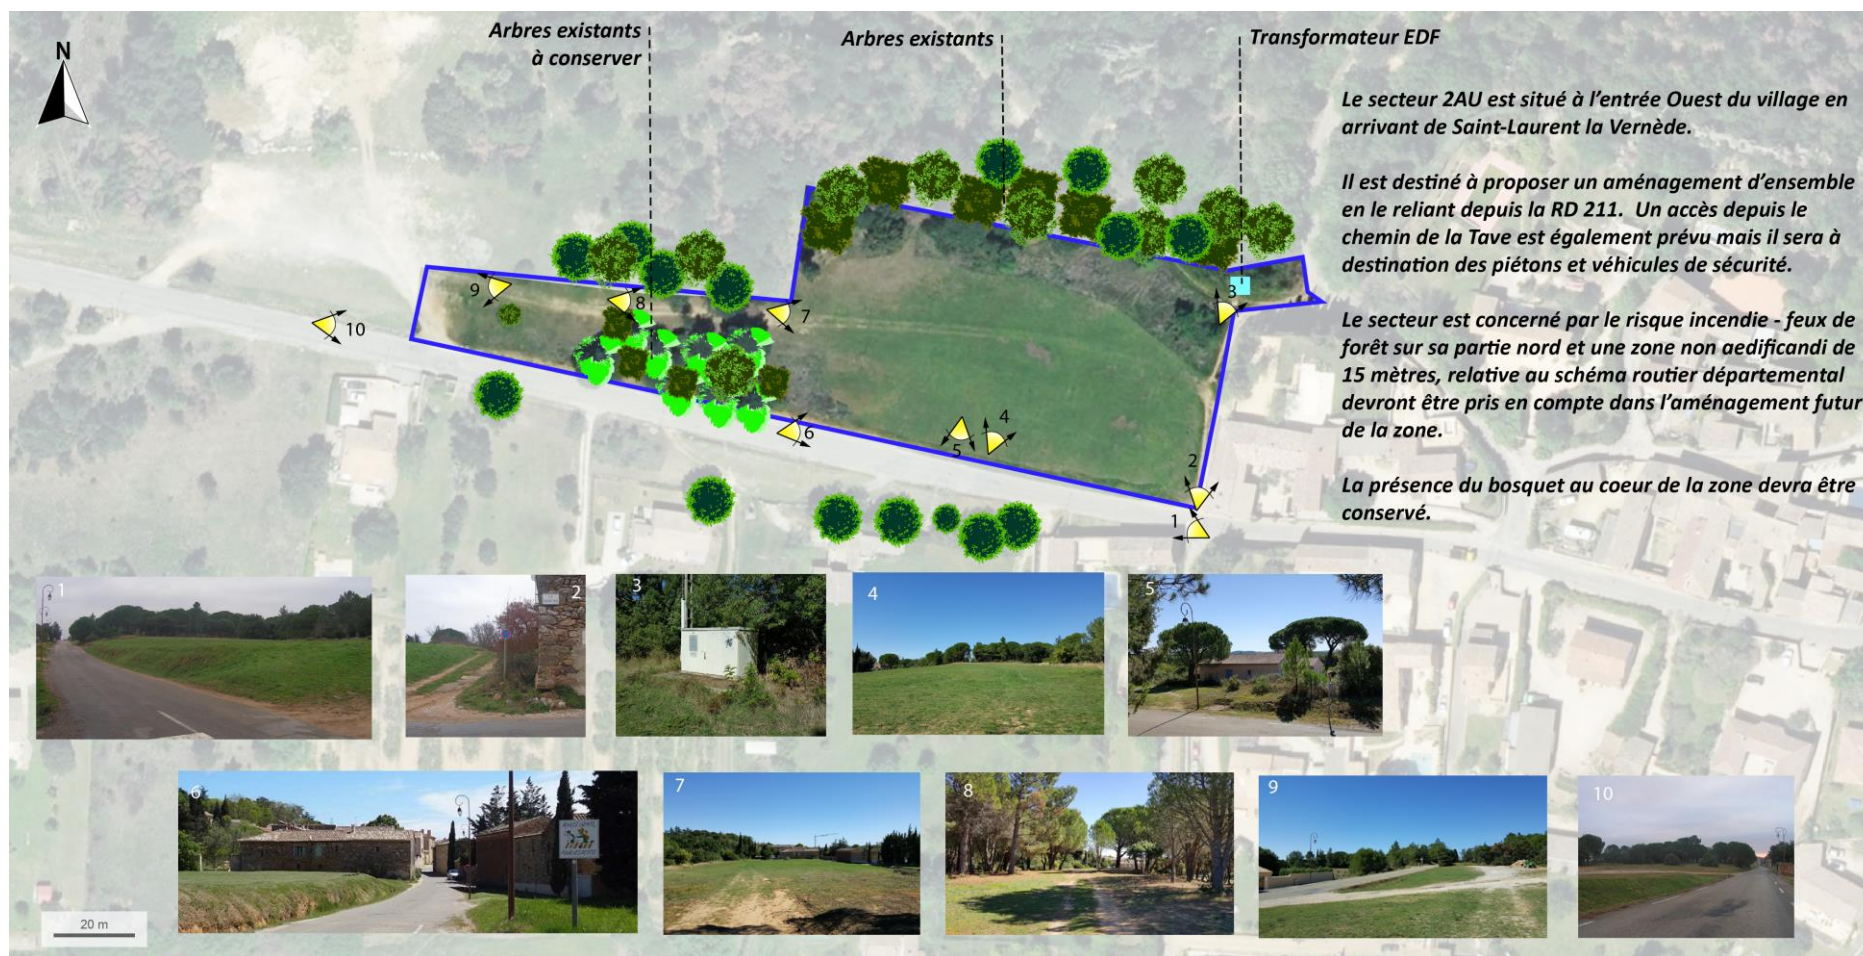 N
Arbres existants
à conserver
Arbres existants
Transformateur EDF
Le secteur 2AU est situé à l'entrée Ouest du village en
arrivant de Saint-Laurent la Vernède.
Il est destiné à proposer un aménagement d'ensemble
en le reliant depuis la RD 211. Un accès depuis le
chemin de la Tave est également prévu mais il sera à
destination des piétons et véhicules de sécurité.
Le secteur est concerné par le risque incendie - feux de
forêt sur sa partie nord et une zone non aedificandi de
15 mètres, relative au schéma routier départemental
devront être pris en compte dans l'aménagement futur
de la zone.
La présence du bosquet au coeur de la zone devra être
conservé.
9
8
7
3
10
6
5
4
2
1
1
2
3
4
5
6
7
8
9
10
20 m